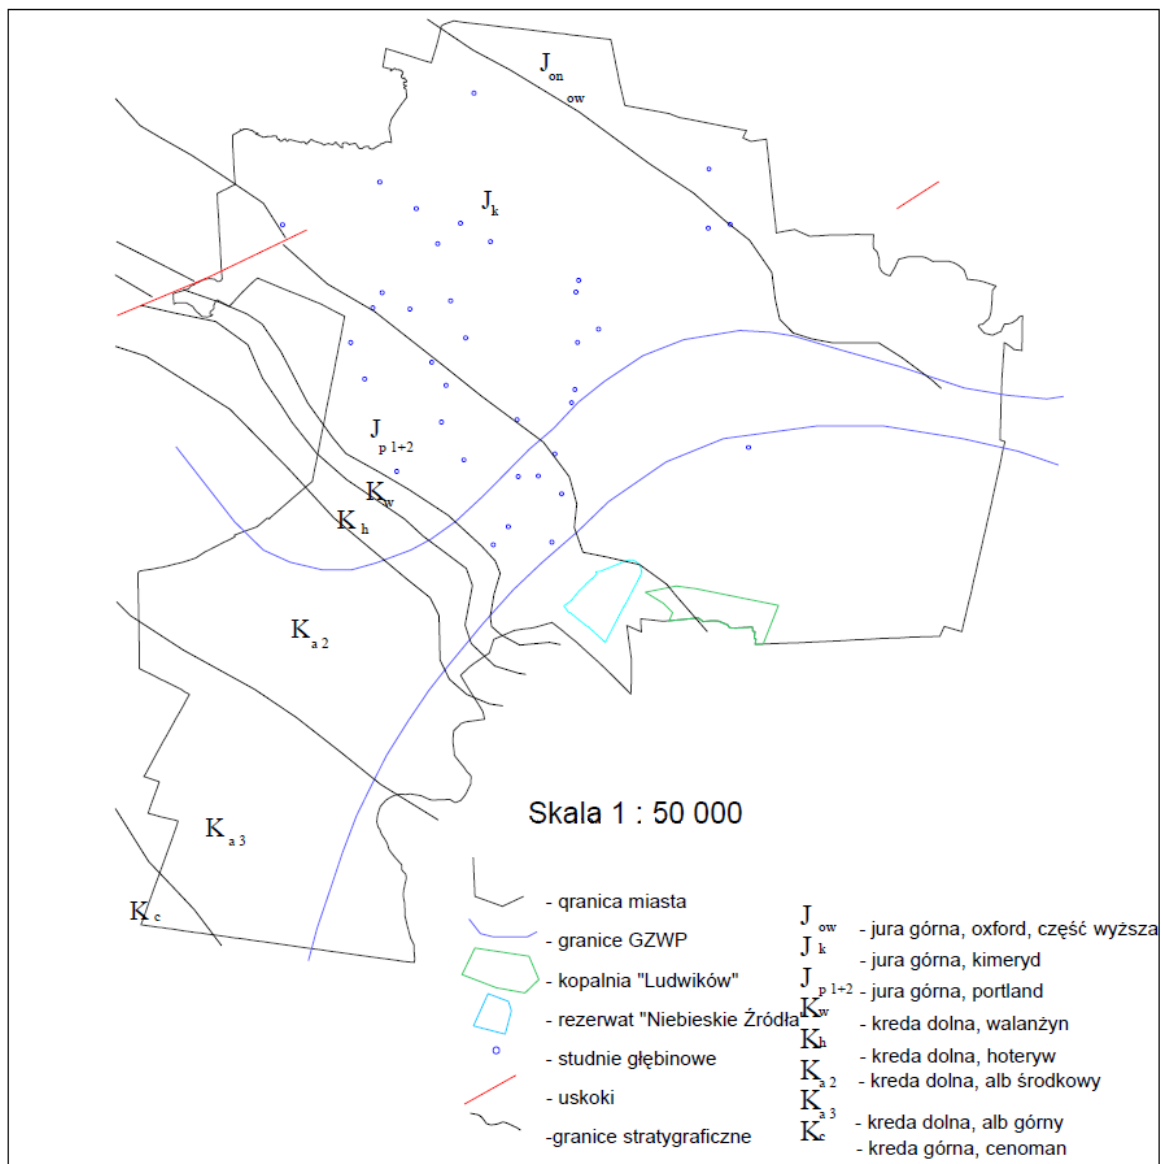 J on
ow
J k
J p 1+2
K w
K h
K a 2
K a 3
K c
Skala 1 : 50 000
- qranica miasta
- granice GZWP
- kopalnia "Ludwików"
- rezerwat "Niebieskie Źródła"
- studnie głębinowe
- uskoki
-granice stratygraficzne
J ow - jura górna, oxford, część wyższa
J k - jura górna, kimeryd
J p 1+2 - jura górna, portland
K w - kreda dolna, walanżyn
K h - kreda dolna, hoteryw
K a 2 - kreda dolna, alb środkowy
K a 3 - kreda dolna, alb górny
K c - kreda górna, cenoman